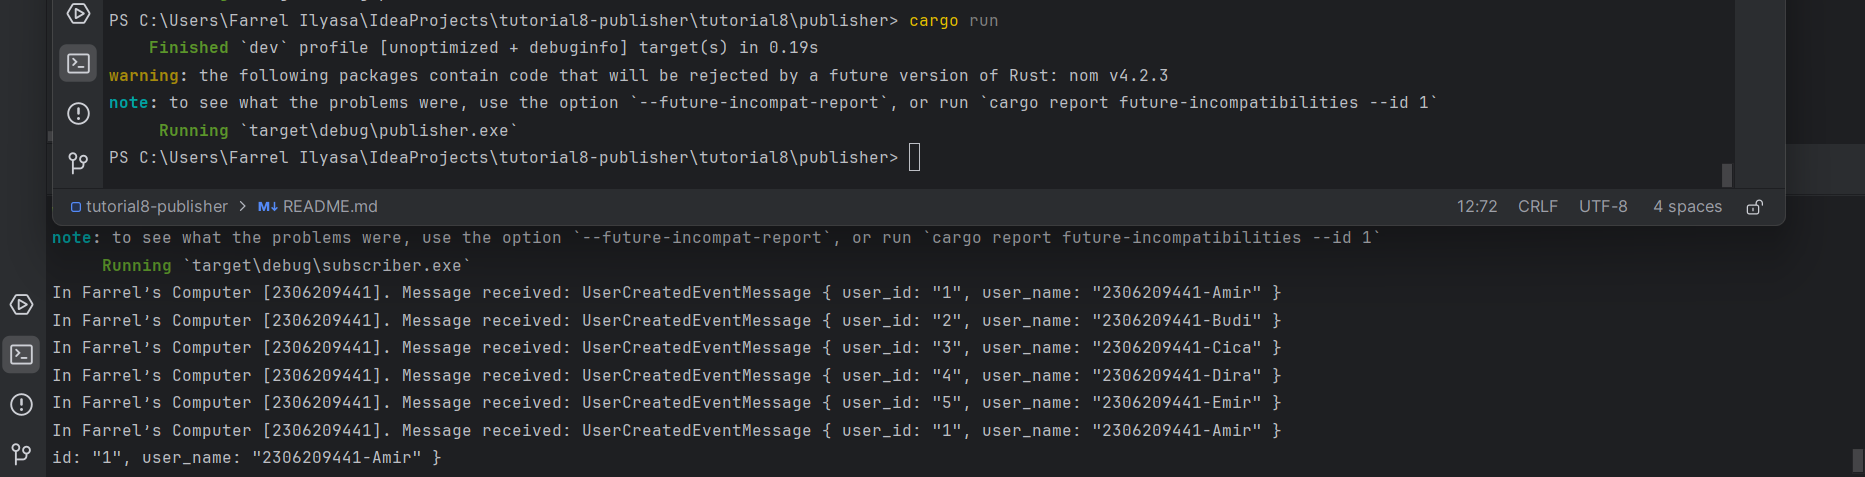 PS C:\Users\Farrel Ilyasa\IdeaProjects\tutorial8-publisher\tutorial8\publisher> cargo run
Finished `dev` profile [unoptimized + debuginfo] target(s) in 0.19s
warning: the following packages contain code that will be rejected by a future version of Rust: nom v4.2.3
note: to see what the problems were, use the option `--future-incompat-report`, or run `cargo report future-incompatibilities --id 1`
Running `target\debug\publisher.exe`
PS C:\Users\Farrel Ilyasa\IdeaProjects\tutorial8-publisher\tutorial8\publisher>
tutorial8-publisher > M↓ README.md 12:72 CRLF UTF-8 4 spaces
note: to see what the problems were, use the option `--future-incompat-report`, or run `cargo report future-incompatibilities --id 1`
Running `target\debug\subscriber.exe`
In Farrel’s Computer [2306209441]. Message received: UserCreatedEventMessage { user_id: "1", user_name: "2306209441-Amir" }
In Farrel’s Computer [2306209441]. Message received: UserCreatedEventMessage { user_id: "2", user_name: "2306209441-Budi" }
In Farrel’s Computer [2306209441]. Message received: UserCreatedEventMessage { user_id: "3", user_name: "2306209441-Cica" }
In Farrel’s Computer [2306209441]. Message received: UserCreatedEventMessage { user_id: "4", user_name: "2306209441-Dira" }
In Farrel’s Computer [2306209441]. Message received: UserCreatedEventMessage { user_id: "5", user_name: "2306209441-Emir" }
In Farrel’s Computer [2306209441]. Message received: UserCreatedEventMessage { user_id: "1", user_name: "2306209441-Amir" }
id: "1", user_name: "2306209441-Amir" }